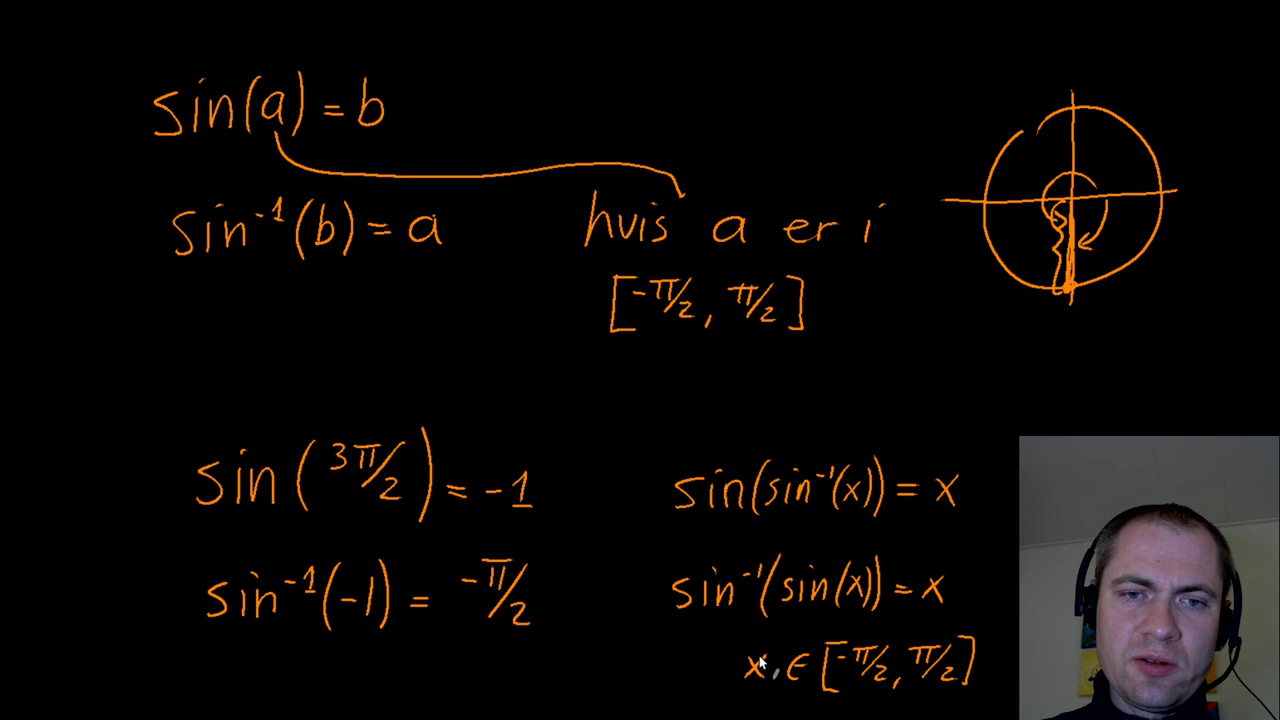 sin(a) = b
sin⁻¹(b) = a
hvis a er i
[-π/2, π/2]
sin(3π/2) = -1
sin⁻¹(-1) = -π/2
sin(sin⁻¹(x)) = x
sin⁻¹(sin(x)) = x
x ∈ [-π/2, π/2]